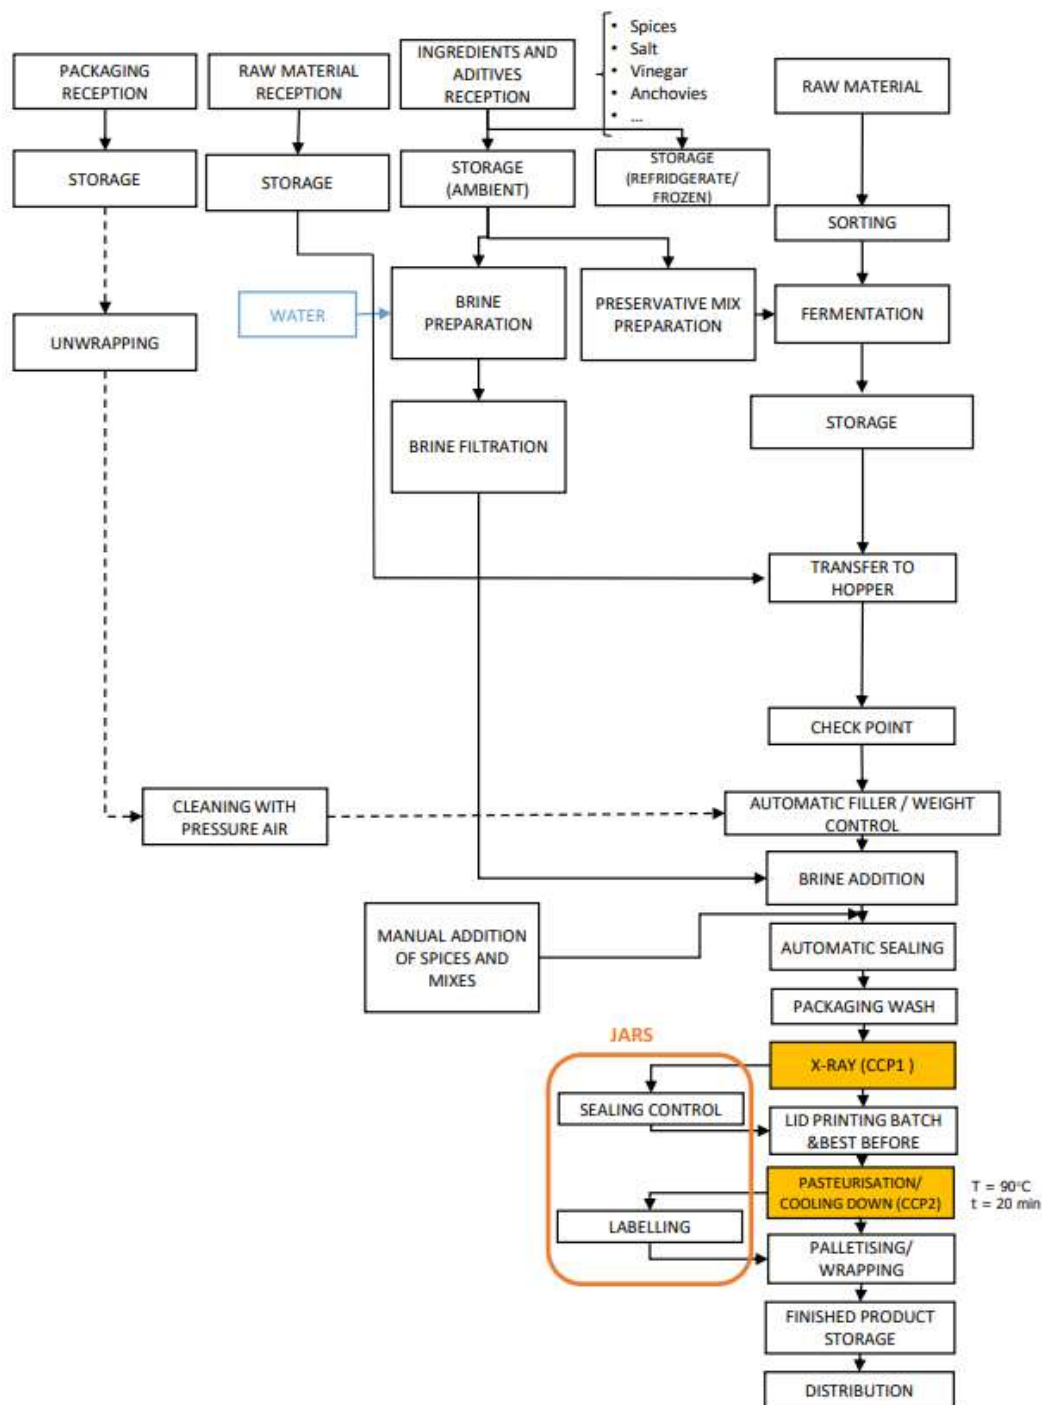 PACKAGING
RECEPTION
RAW MATERIAL
RECEPTION
INGREDIENTS AND
ADITIVES
RECEPTION
• Spices
• Salt
• Vinegar
• Anchovies
• ...
RAW MATERIAL
STORAGE
STORAGE
STORAGE
(AMBIENT)
STORAGE
(REFRIDGERATE/
FROZEN)
SORTING
WATER
BRINE
PREPARATION
PRESERVATIVE MIX
PREPARATION
FERMENTATION
UNWRAPPING
BRINE FILTRATION
STORAGE
TRANSFER TO
HOPPER
CHECK POINT
CLEANING WITH
PRESSURE AIR
AUTOMATIC FILLER / WEIGHT
CONTROL
BRINE ADDITION
MANUAL ADDITION
OF SPICES AND
MIXES
AUTOMATIC SEALING
PACKAGING WASH
JARS
X-RAY (CCP1 )
SEALING CONTROL
LID PRINTING BATCH
&BEST BEFORE
PASTEURISATION/
COOLING DOWN (CCP2)
T = 90°C
t = 20 min
LABELLING
PALLETISING/
WRAPPING
FINISHED PRODUCT
STORAGE
DISTRIBUTION